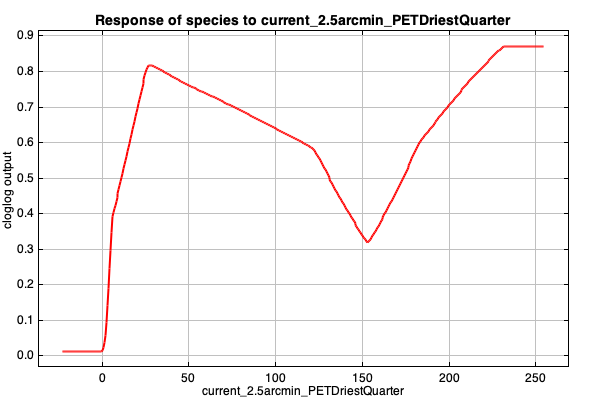 Response of species to current_2.5arcmin_PETDriestQuarter
0.9
0.8
0.7
0.6
0.5
0.4
0.3
0.2
0.1
0.0
cloglog output
0 50 100 150 200 250
current_2.5arcmin_PETDriestQuarter